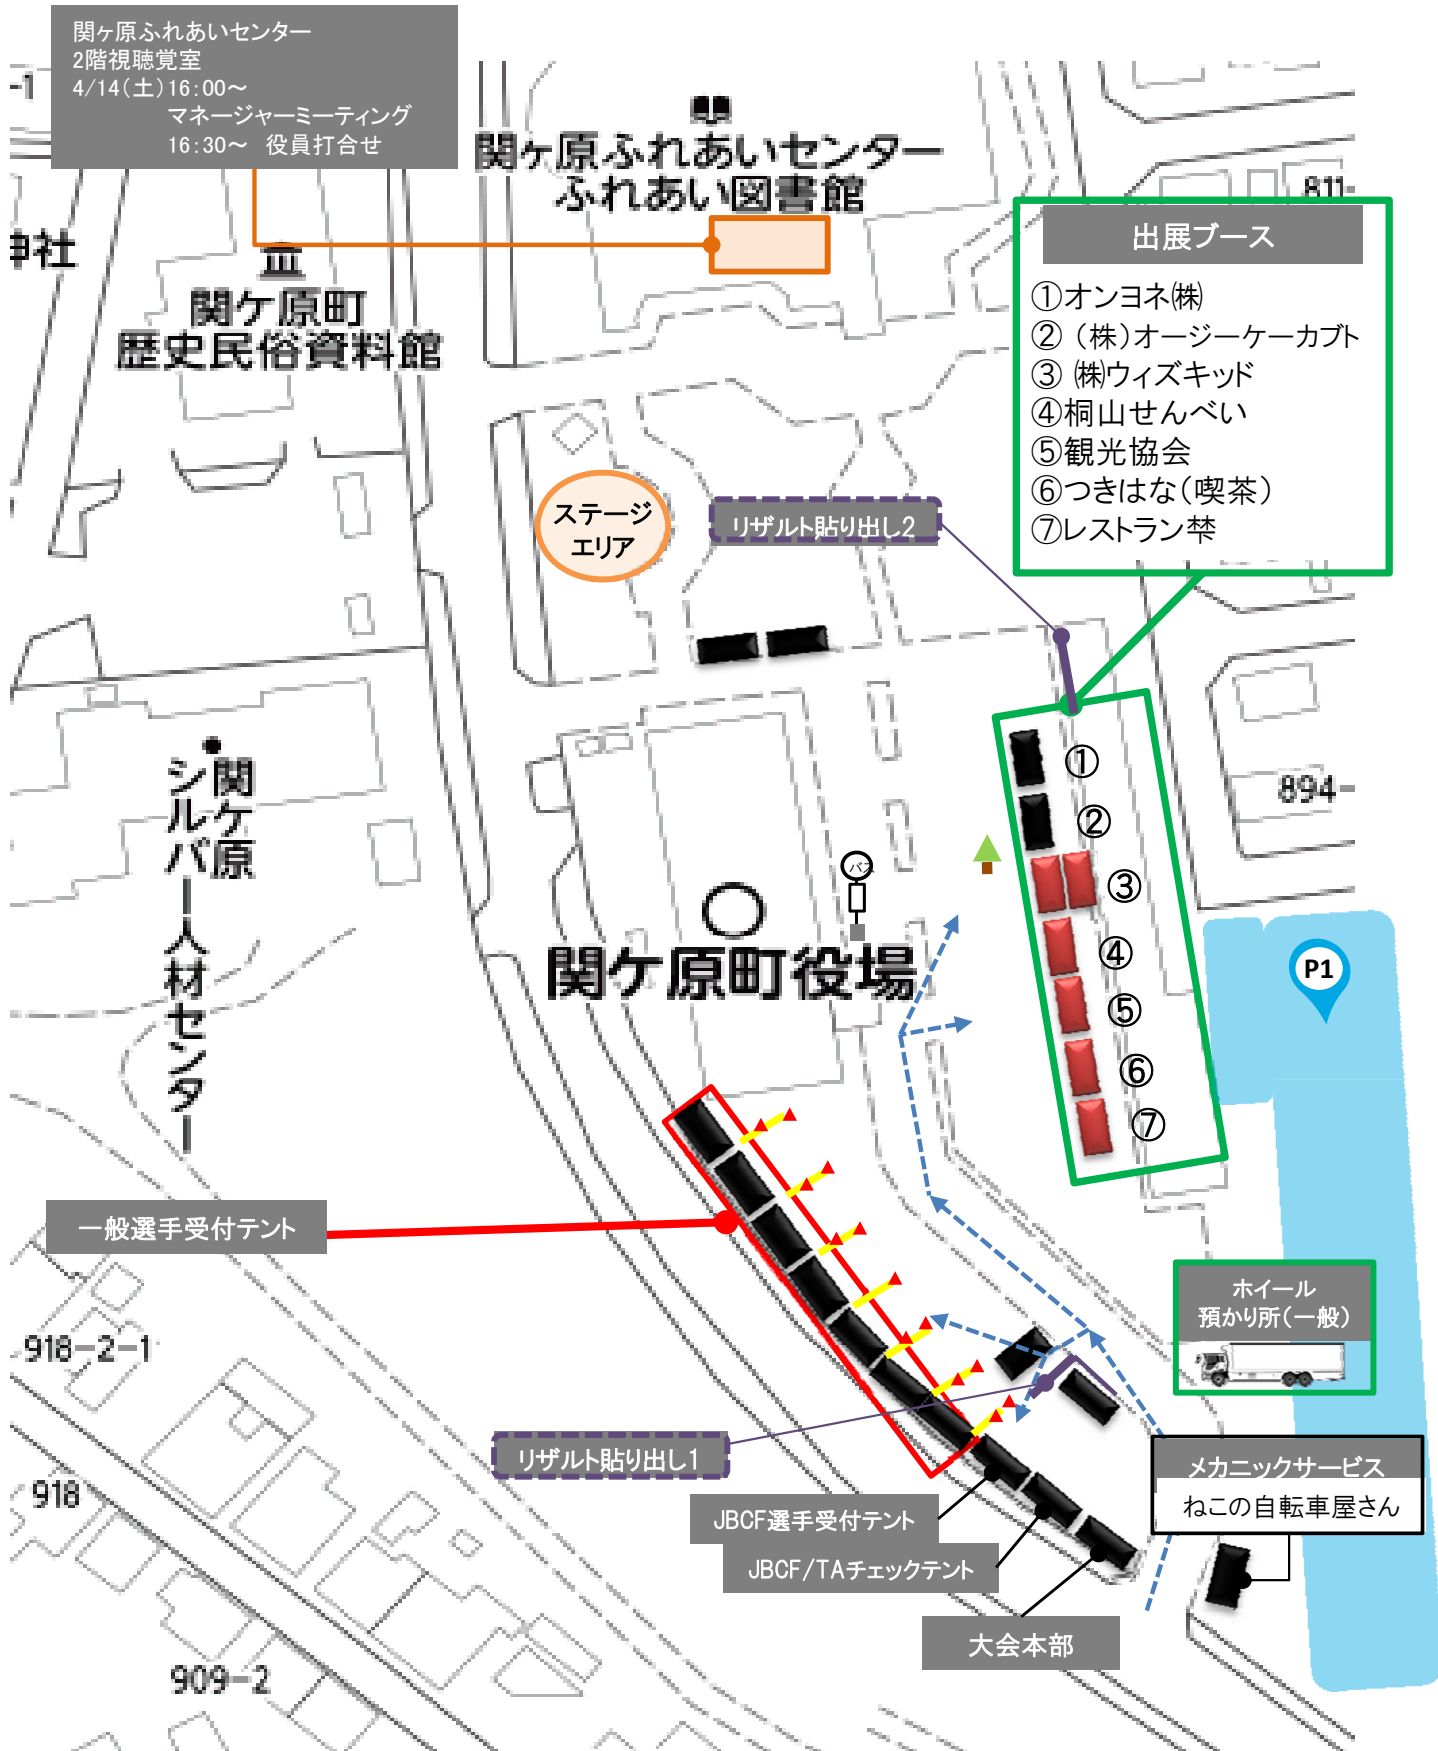 関ヶ原ふれあいセンター
2階視聴覚室
4/14(土)16:00～
マネージャーミーティング
16:30～ 役員打合せ
-1
関ヶ原ふれあいセンター
ふれあい図書館
811-
神社
関ケ原町
歴史民俗資料館
出展ブース
①オンヨネ㈱
②（株）オージーケーカブト
③ ㈱ウィズキッド
④桐山せんべい
⑤観光協会
⑥つきはな（喫茶）
⑦レストラン椊
ステージ
エリア
リザルト貼り出し2
関ケ原
シルバー人材センター
894-
①
②
③
④
⑤
⑥
⑦
バス
関ケ原町役場
P1
一般選手受付テント
ホイール
預かり所（一般）
918-2-1
リザルト貼り出し1
メカニックサービス
ねこの自転車屋さん
918
JBCF選手受付テント
JBCF/TAチェックテント
大会本部
909-2